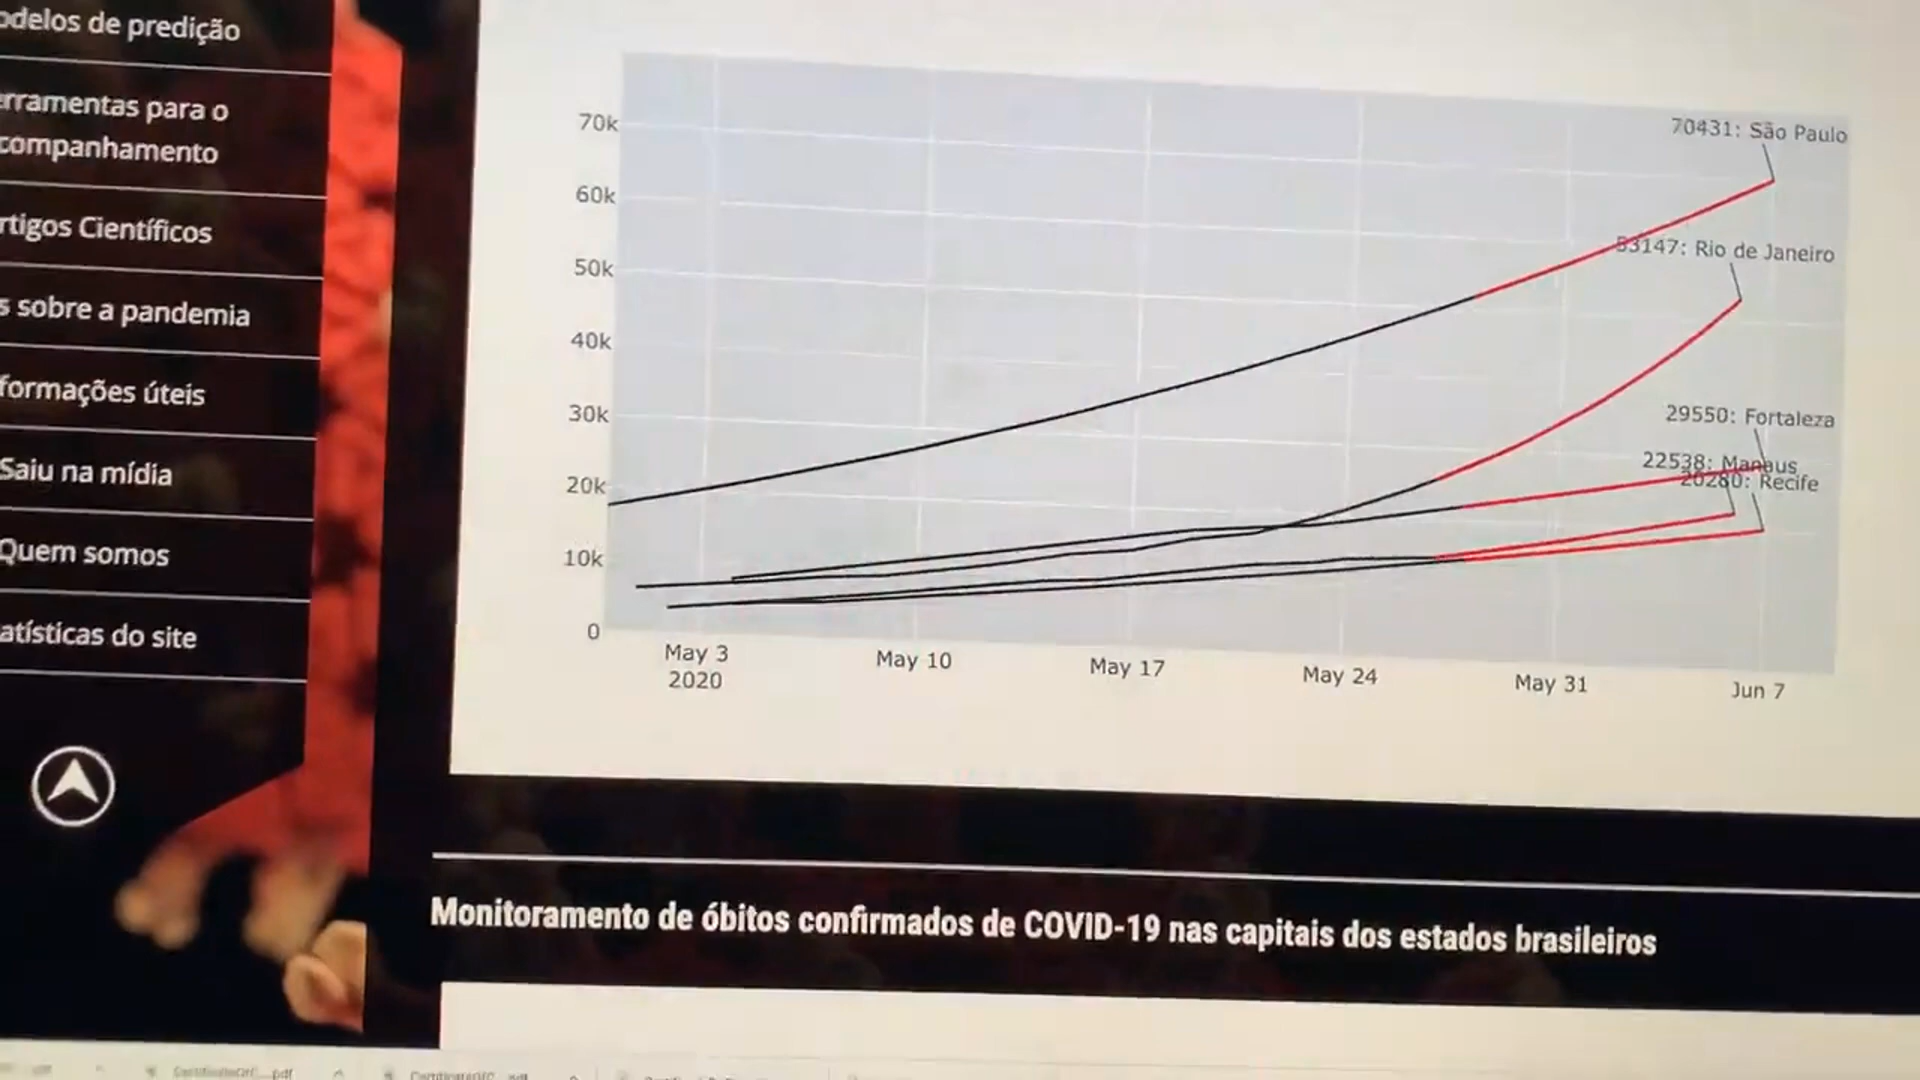 odelos de predição
erramentas para o
companhamento
rtigos Científicos
s sobre a pandemia
formações úteis
Saiu na mídia
Quem somos
atísticas do site
70k
60k
50k
40k
30k
20k
10k
0
70431: São Paulo
53147: Rio de Janeiro
29550: Fortaleza
22538: Manaus
20280: Recife
May 3
2020
May 10
May 17
May 24
May 31
Jun 7
Monitoramento de óbitos confirmados de COVID-19 nas capitais dos estados brasileiros